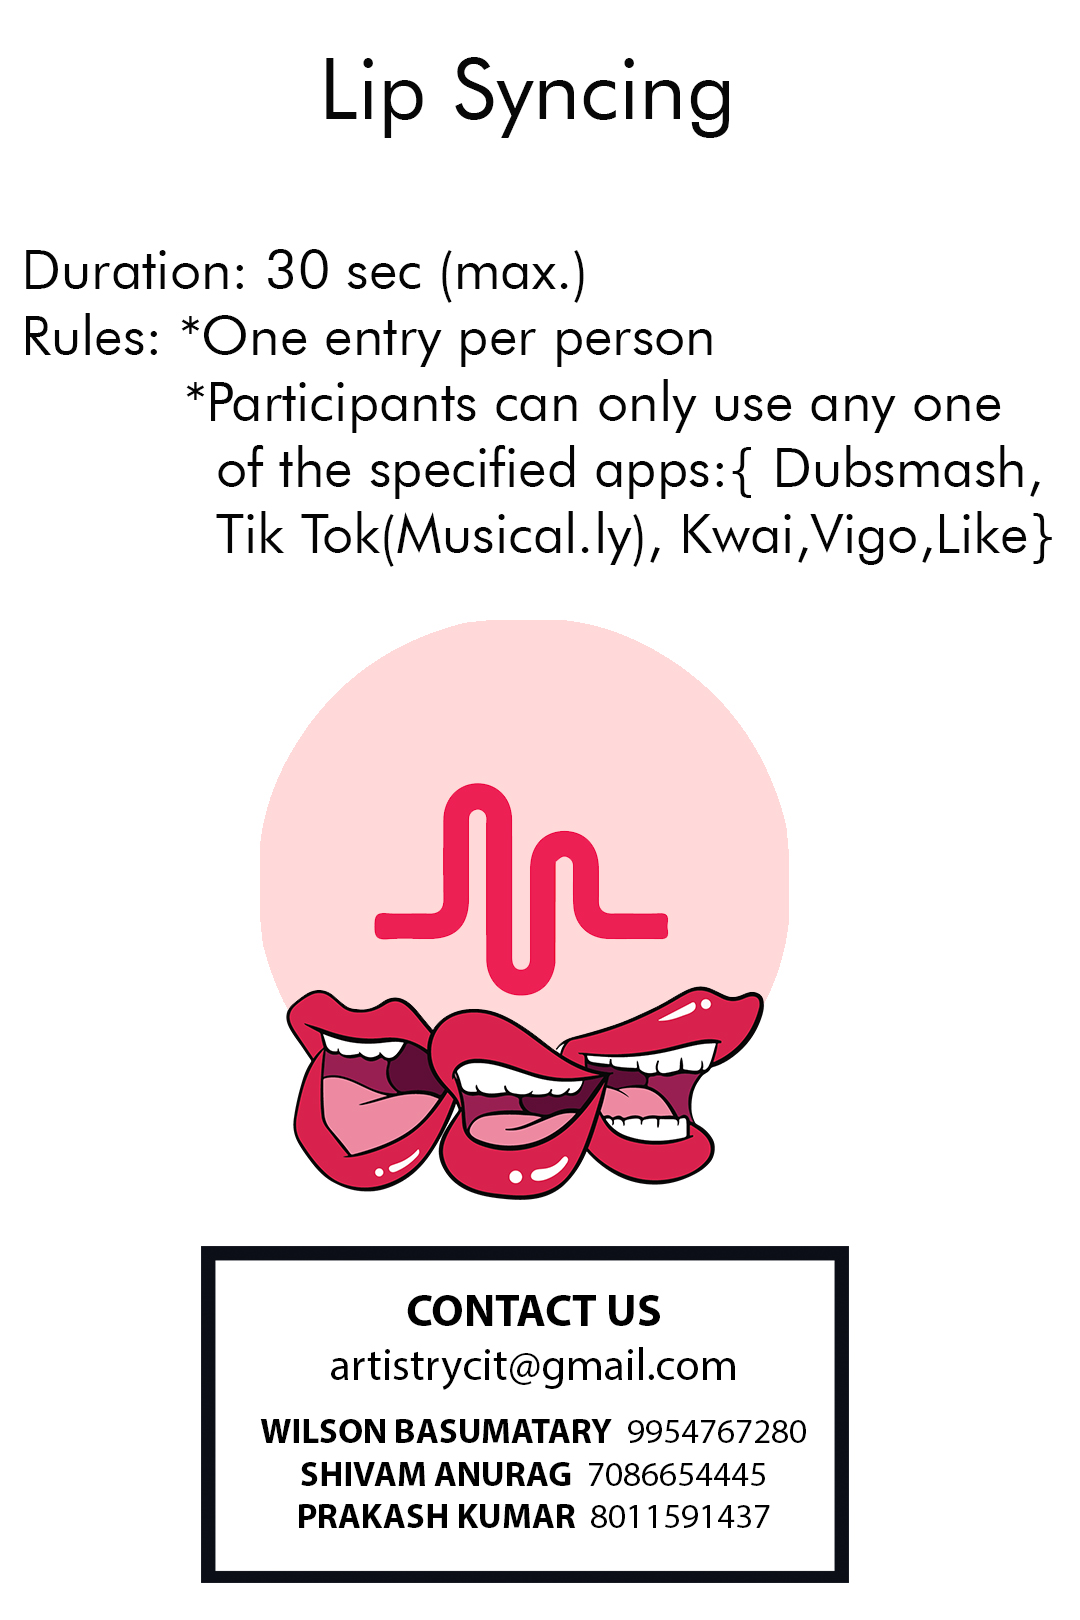 Lip Syncing
Duration: 30 sec (max.)
Rules: *One entry per person
*Participants can only use any one
of the specified apps:{ Dubsmash,
Tik Tok(Musical.ly), Kwai,Vigo,Like}
CONTACT US
artistrycit@gmail.com
WILSON BASUMATARY 9954767280
SHIVAM ANURAG 7086654445
PRAKASH KUMAR 8011591437